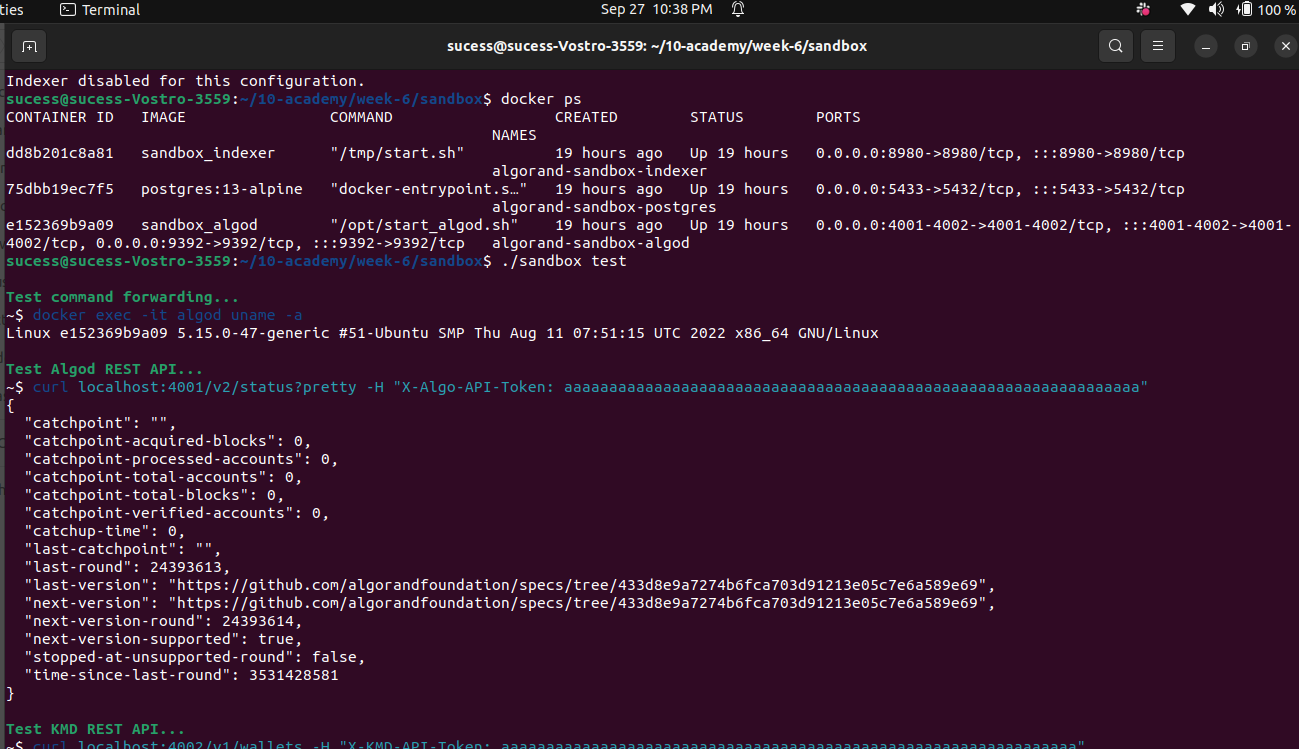 ties Terminal Sep 27 10:38 PM 100 %
sucess@sucess-Vostro-3559: ~/10-academy/week-6/sandbox
Indexer disabled for this configuration.
sucess@sucess-Vostro-3559:~/10-academy/week-6/sandbox$ docker ps
CONTAINER ID   IMAGE                COMMAND                  CREATED        STATUS        PORTS
                                                      NAMES
dd8b201c8a81   sandbox_indexer      "/tmp/start.sh"          19 hours ago   Up 19 hours   0.0.0.0:8980->8980/tcp, :::8980->8980/tcp
                                                      algorand-sandbox-indexer
75dbb19ec7f5   postgres:13-alpine   "docker-entrypoint.s…"   19 hours ago   Up 19 hours   0.0.0.0:5433->5432/tcp, :::5433->5432/tcp
                                                      algorand-sandbox-postgres
e152369b9a09   sandbox_algod        "/opt/start_algod.sh"    19 hours ago   Up 19 hours   0.0.0.0:4001-4002->4001-4002/tcp, :::4001-4002->4001-
4002/tcp, 0.0.0.0:9392->9392/tcp, :::9392->9392/tcp   algorand-sandbox-algod
sucess@sucess-Vostro-3559:~/10-academy/week-6/sandbox$ ./sandbox test
Test command forwarding...
~$ docker exec -it algod uname -a
Linux e152369b9a09 5.15.0-47-generic #51-Ubuntu SMP Thu Aug 11 07:51:15 UTC 2022 x86_64 GNU/Linux
Test Algod REST API...
~$ curl localhost:4001/v2/status?pretty -H "X-Algo-API-Token: aaaaaaaaaaaaaaaaaaaaaaaaaaaaaaaaaaaaaaaaaaaaaaaaaaaaaaaaaaaaaaaa"
{
  "catchpoint": "",
  "catchpoint-acquired-blocks": 0,
  "catchpoint-processed-accounts": 0,
  "catchpoint-total-accounts": 0,
  "catchpoint-total-blocks": 0,
  "catchpoint-verified-accounts": 0,
  "catchup-time": 0,
  "last-catchpoint": "",
  "last-round": 24393613,
  "last-version": "https://github.com/algorandfoundation/specs/tree/433d8e9a7274b6fca703d91213e05c7e6a589e69",
  "next-version": "https://github.com/algorandfoundation/specs/tree/433d8e9a7274b6fca703d91213e05c7e6a589e69",
  "next-version-round": 24393614,
  "next-version-supported": true,
  "stopped-at-unsupported-round": false,
  "time-since-last-round": 3531428581
}
Test KMD REST API...
~$ curl localhost:4002/v1/wallets -H "X-KMD-API-Token: aaaaaaaaaaaaaaaaaaaaaaaaaaaaaaaaaaaaaaaaaaaaaaaaaaaaaaaaaaaaaaaa"